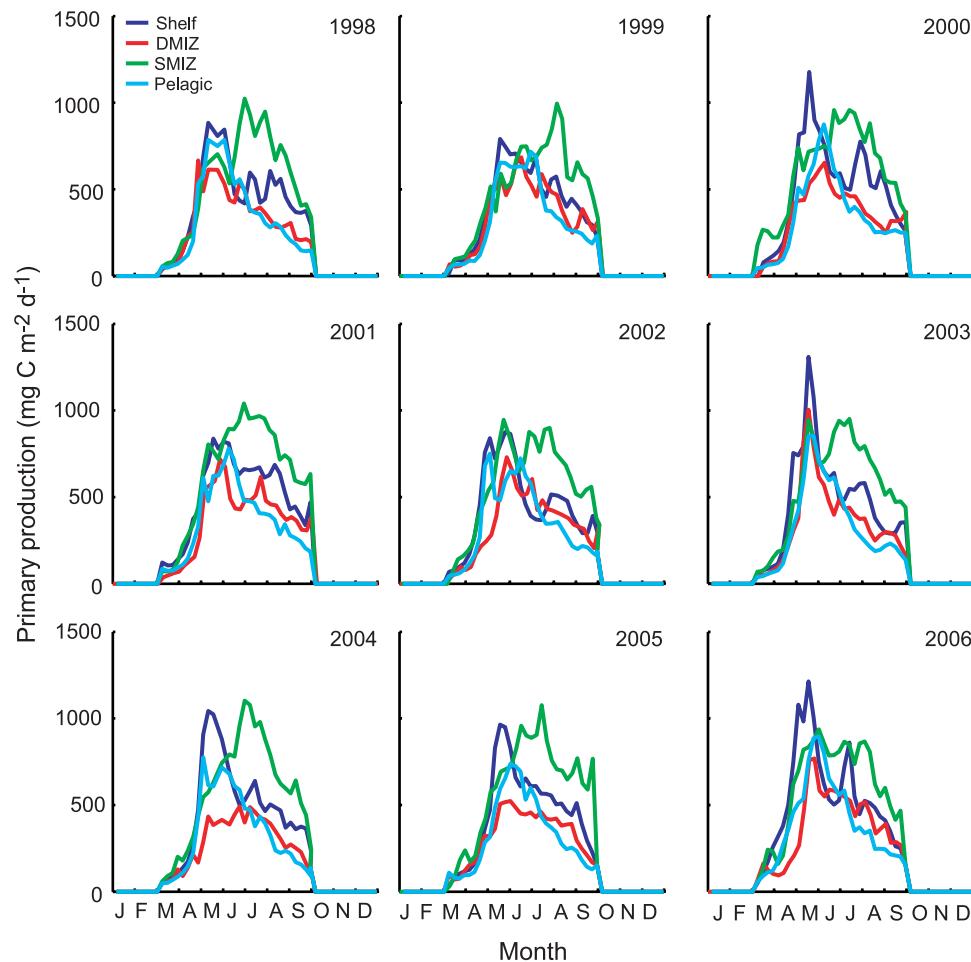 Primary production (mg C m-2 d-1)
1500
1000
500
0
Shelf
DMIZ
SMIZ
Pelagic
1998
1999
2000
1500
1000
500
0
2001
2002
2003
1500
1000
500
0
2004
2005
2006
J F M A M J J A S O N D
J F M A M J J A S O N D
J F M A M J J A S O N D
Month